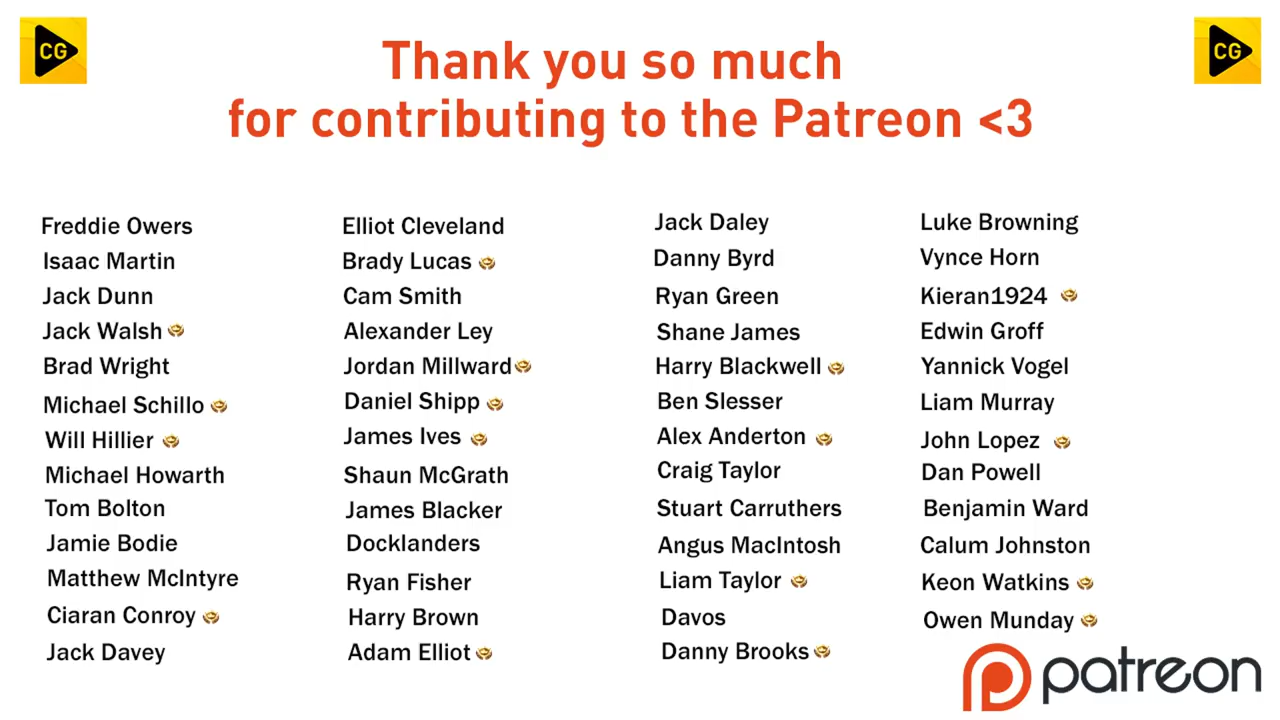 CG
CG
Thank you so much
for contributing to the Patreon <3
Freddie Owers
Isaac Martin
Jack Dunn
Jack Walsh
Brad Wright
Michael Schillo
Will Hillier
Michael Howarth
Tom Bolton
Jamie Bodie
Matthew McIntyre
Ciaran Conroy
Jack Davey
Elliot Cleveland
Brady Lucas
Cam Smith
Alexander Ley
Jordan Millward
Daniel Shipp
James Ives
Shaun McGrath
James Blacker
Docklanders
Ryan Fisher
Harry Brown
Adam Elliot
Jack Daley
Danny Byrd
Ryan Green
Shane James
Harry Blackwell
Ben Slesser
Alex Anderton
Craig Taylor
Stuart Carruthers
Angus MacIntosh
Liam Taylor
Davos
Danny Brooks
Luke Browning
Vynce Horn
Kieran1924
Edwin Groff
Yannick Vogel
Liam Murray
John Lopez
Dan Powell
Benjamin Ward
Calum Johnston
Keon Watkins
Owen Munday
patreon